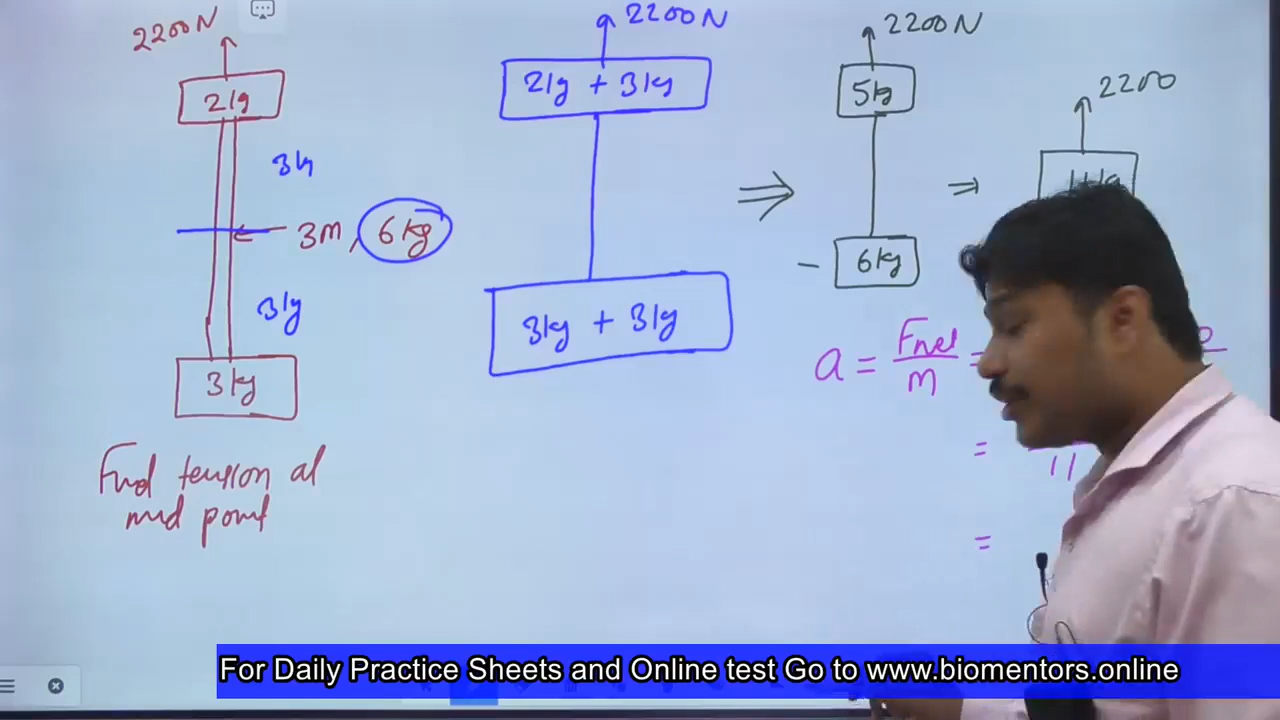 2200N
2kg
3kg
3m, 6kg
3kg
3kg
Find tension at
mid point
2200N
2kg + 3kg
3kg + 3kg
⇒
2200N
5kg
- 6kg
⇒
2200
a = Fnet / m =
=
11
=
For Daily Practice Sheets and Online test Go to www.biomentors.online